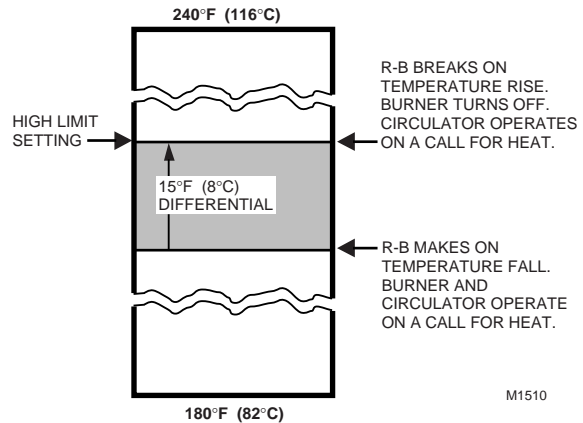 240°F (116°C)
R-B BREAKS ON
TEMPERATURE RISE.
BURNER TURNS OFF.
CIRCULATOR OPERATES
ON A CALL FOR HEAT.
HIGH LIMIT
SETTING
15°F (8°C)
DIFFERENTIAL
R-B MAKES ON
TEMPERATURE FALL.
BURNER AND
CIRCULATOR OPERATE
ON A CALL FOR HEAT.
M1510
180°F (82°C)